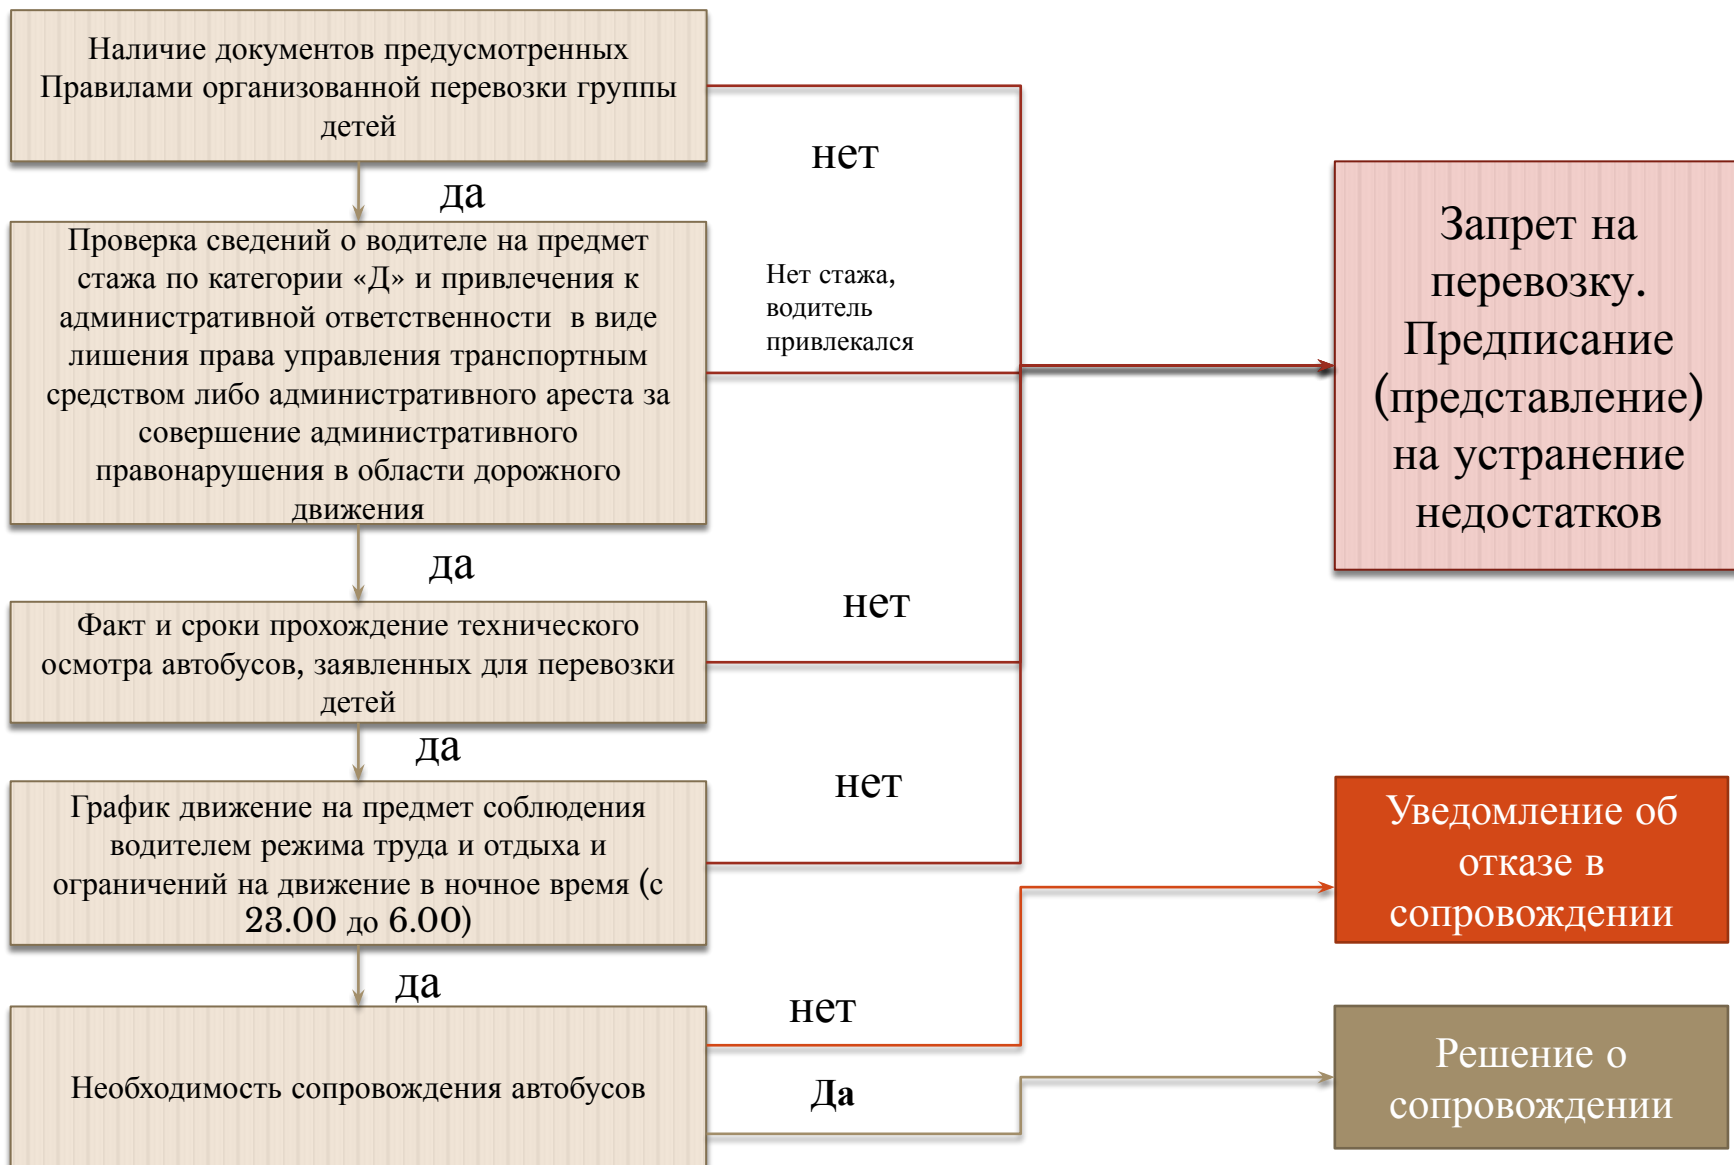 Наличие документов предусмотренных
Правилами организованной перевозки группы
детей
нет
да
Проверка сведений о водителе на предмет
стажа по категории «Д» и привлечения к
административной ответственности в виде
лишения права управления транспортным
средством либо административного ареста за
совершение административного
правонарушения в области дорожного
движения
Нет стажа,
водитель
привлекался
Запрет на
перевозку.
Предписание
(представление)
на устранение
недостатков
да
Факт и сроки прохождение технического
осмотра автобусов, заявленных для перевозки
детей
нет
да
График движение на предмет соблюдения
водителем режима труда и отдыха и
ограничений на движение в ночное время (с
23.00 до 6.00)
нет
Уведомление об
отказе в
сопровождении
да
Необходимость сопровождения автобусов
нет
Да
Решение о
сопровождении